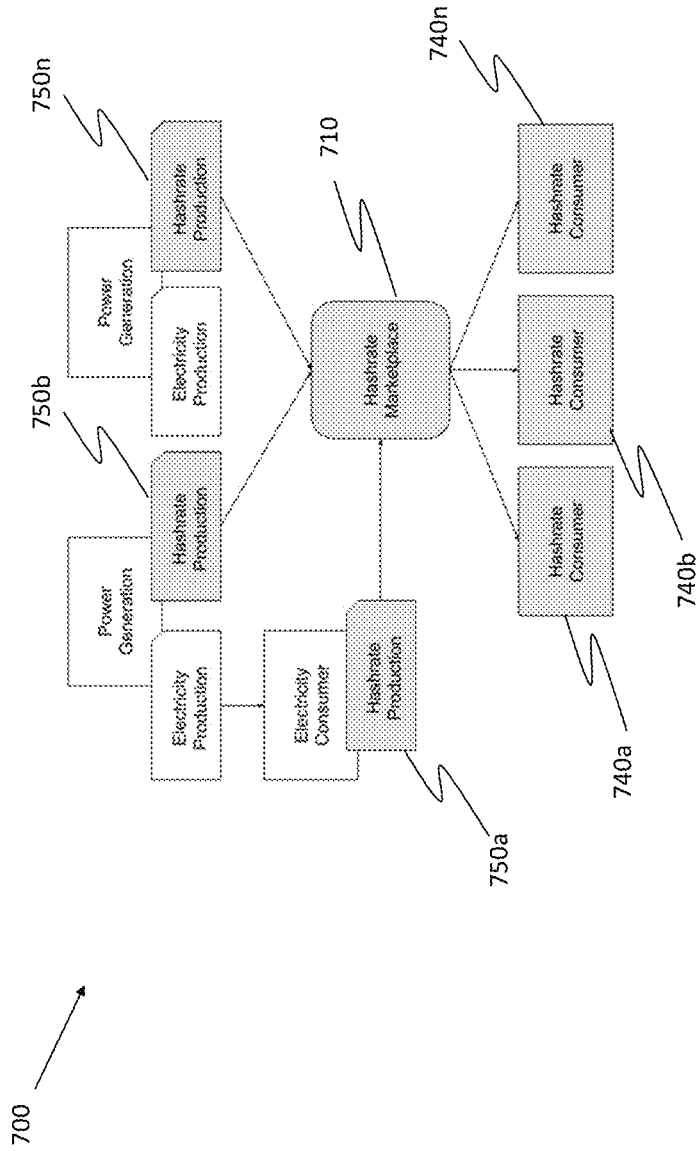 700
750b
750n
Power
Generation
Power
Generation
Electricity
Production
Hashrate
Production
Electricity
Production
Hashrate
Production
Electricity
Consumer
710
Hashrate
Production
Hashrate
Marketplace
740n
750a
Hashrate
Consumer
Hashrate
Consumer
Hashrate
Consumer
740a
740b